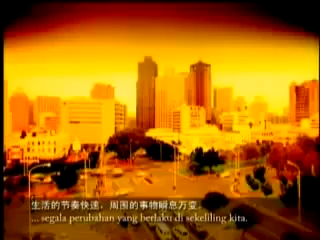 生活的节奏快速，周围的事物瞬息万变，
... segala perubahan yang berlaku di sekeliling kita.